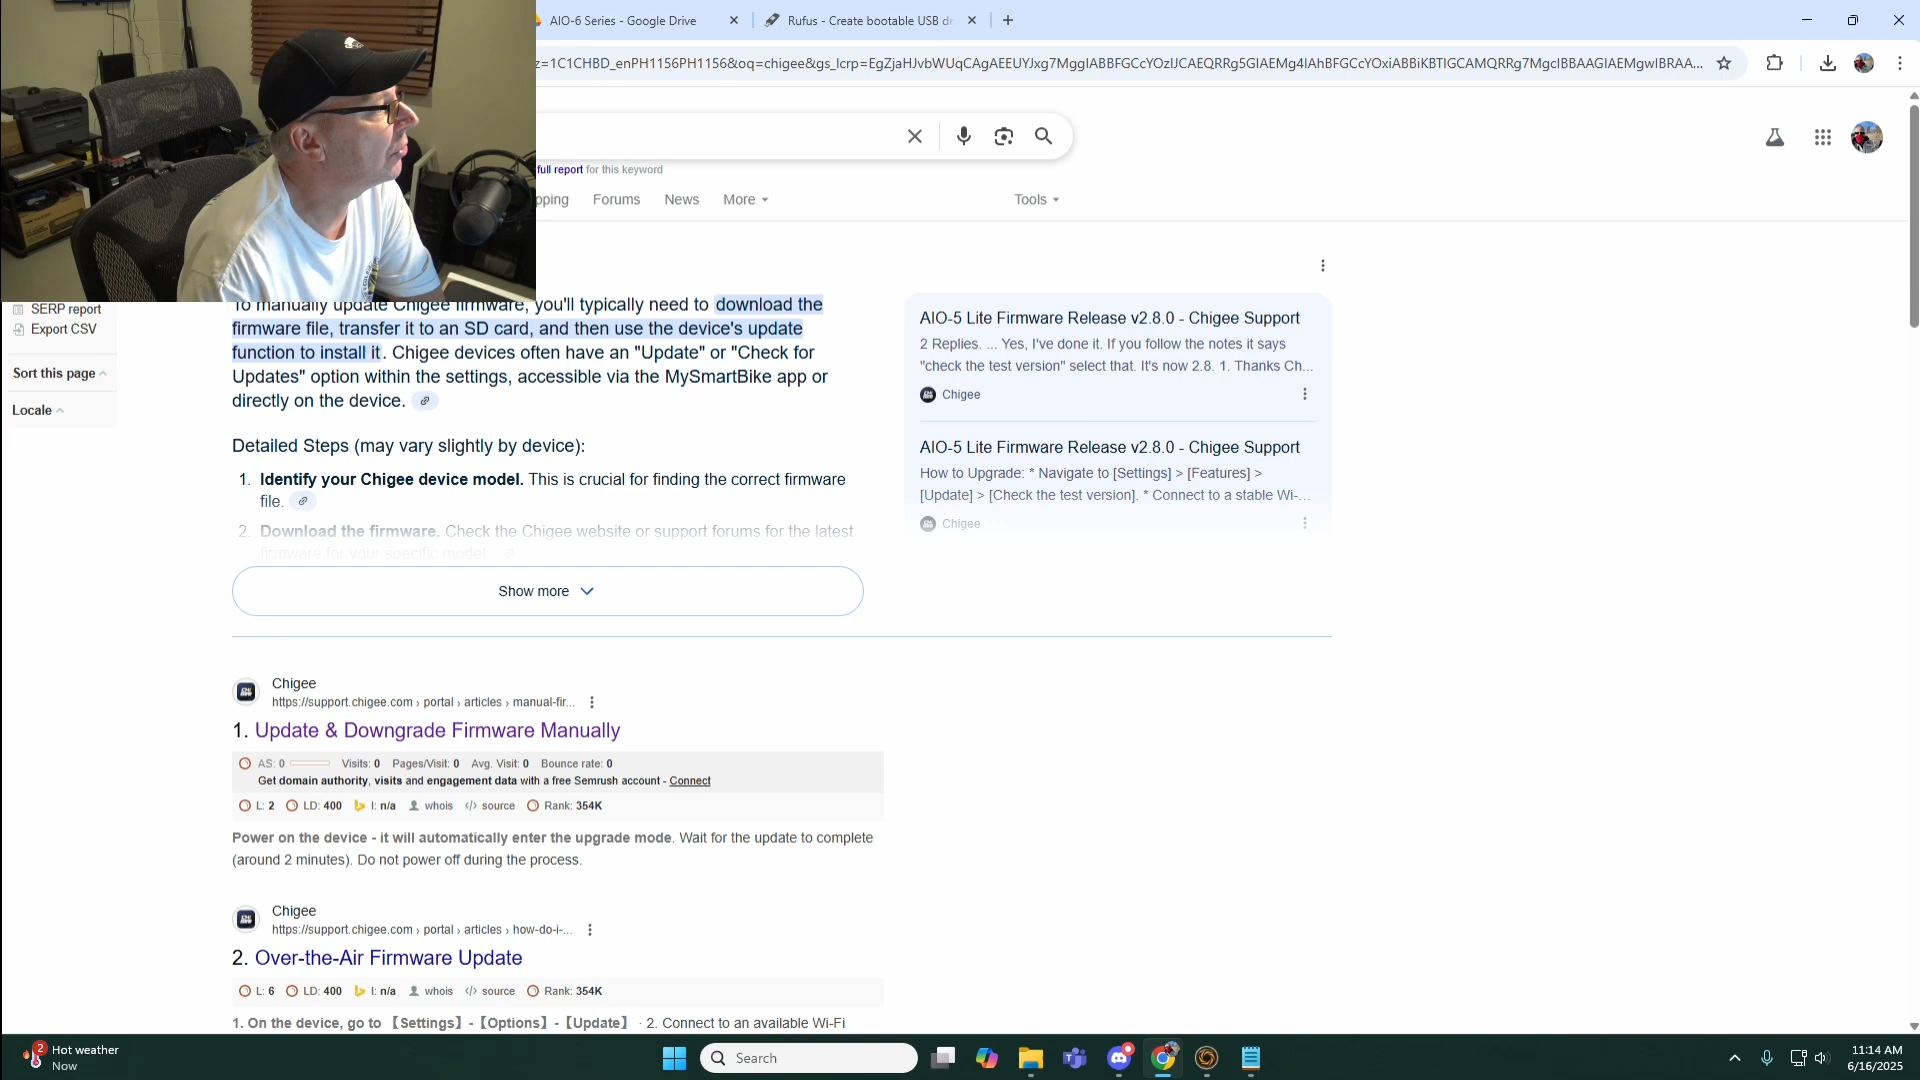 AIO-6 Series - Google Drive
Rufus - Create bootable USB dr
z=1C1CHBD_enPH1156PH1156&oq=chigee&gs_lcrp=EgZjaHJvbWUqCAgAEEUYJxg7MggIABBFGCcYOzIJCAEQRRg5GIAEMg4IAhBFGCcYOxiABBiKBTIGCAMQRRg7MgcIBBAAGIAEMgwIBRAA...
full report for this keyword
pping
Forums
News
More
Tools
SERP report
Export CSV
Sort this page
Locale
To manually update Chigee firmware, you'll typically need to download the
firmware file, transfer it to an SD card, and then use the device's update
function to install it. Chigee devices often have an "Update" or "Check for
Updates" option within the settings, accessible via the MySmartBike app or
directly on the device.
Detailed Steps (may vary slightly by device):
1. Identify your Chigee device model. This is crucial for finding the correct firmware
file.
2. Download the firmware. Check the Chigee website or support forums for the latest
firmware for your specific model.
Show more
AIO-5 Lite Firmware Release v2.8.0 - Chigee Support
2 Replies. ... Yes, I've done it. If you follow the notes it says
"check the test version" select that. It's now 2.8. 1. Thanks Ch...
Chigee
AIO-5 Lite Firmware Release v2.8.0 - Chigee Support
How to Upgrade: * Navigate to [Settings] > [Features] >
[Update] > [Check the test version]. * Connect to a stable Wi-...
Chigee
Chigee
https://support.chigee.com › portal › articles › manual-fir...
1. Update & Downgrade Firmware Manually
AS: 0 Visits: 0 Pages/Visit: 0 Avg. Visit: 0 Bounce rate: 0
Get domain authority, visits and engagement data with a free Semrush account - Connect
L: 2 LD: 400 I: n/a whois </> source Rank: 354K
Power on the device - it will automatically enter the upgrade mode. Wait for the update to complete
(around 2 minutes). Do not power off during the process.
Chigee
https://support.chigee.com › portal › articles › how-do-i-...
2. Over-the-Air Firmware Update
L: 6 LD: 400 I: n/a whois </> source Rank: 354K
1. On the device, go to 【Settings】-【Options】-【Update】 · 2. Connect to an available Wi-Fi
2
Hot weather
Now
Search
11:14 AM
6/16/2025